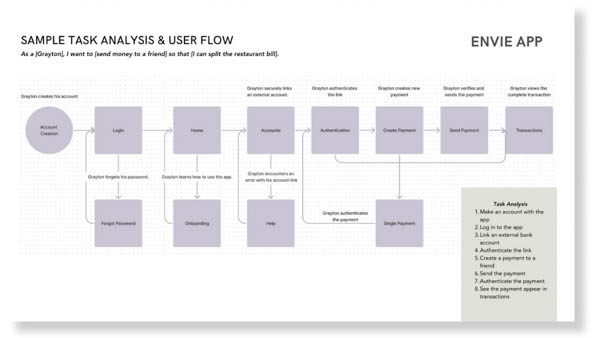 SAMPLE TASK ANALYSIS & USER FLOW
As a [Grayton], I want to [send money to a friend] so that [I can split the restaurant bill].
ENVIE APP
Grayton creates his account
Grayton securely links
an external account.
Grayton authenticates
the link
Grayton creates new
payment
Grayton verifies and
sends the payment
Grayton views the
complete transaction
Account
Creation
Login
Home
Accounts
Authentication
Create Payment
Send Payment
Transactions
Grayton forgets his password.
Grayton learns how to use the app.
Grayton encounters an
error with his account link
Grayton authenticates
the payment
Forgot Password
Onboarding
Help
Single Payment
Task Analysis
1. Make an account with the
app
2. Log in to the app
3. Link an external bank
account
4. Authenticate the link
5. Create a payment to a
friend
6. Send the payment
7. Authenticate the payment
8. See the payment appear in
transactions